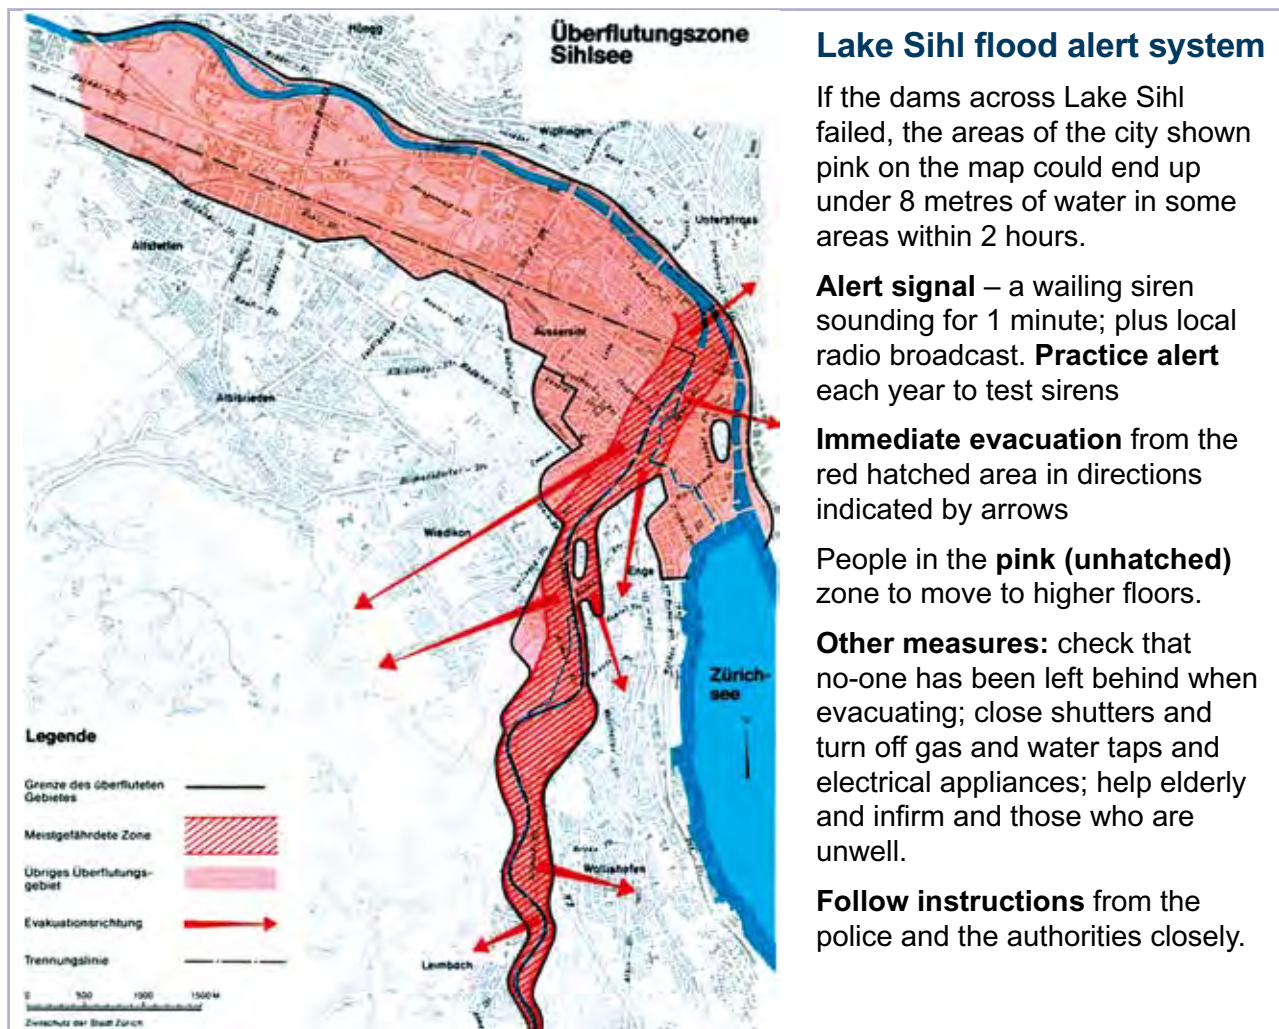 Überflutungszone
Sihlsee
Höngg
Wipkingen
Unterstrass
Altstetten
Aussersihl
Albisrieden
Wiedikon
Enge
Zürich-
see
Wollishofen
Leimbach
Legende
Grenze des überfluteten
Gebietes
Meistgefährdete Zone
Übriges Überflutungs-
gebiet
Evakuationsrichtung
Trennungslinie
0 500 1000 1500 M
Zivilschutz der Stadt Zürich
Lake Sihl flood alert system
If the dams across Lake Sihl
failed, the areas of the city shown
pink on the map could end up
under 8 metres of water in some
areas within 2 hours.
Alert signal – a wailing siren
sounding for 1 minute; plus local
radio broadcast. Practice alert
each year to test sirens
Immediate evacuation from the
red hatched area in directions
indicated by arrows
People in the pink (unhatched)
zone to move to higher floors.
Other measures: check that
no-one has been left behind when
evacuating; close shutters and
turn off gas and water taps and
electrical appliances; help elderly
and infirm and those who are
unwell.
Follow instructions from the
police and the authorities closely.